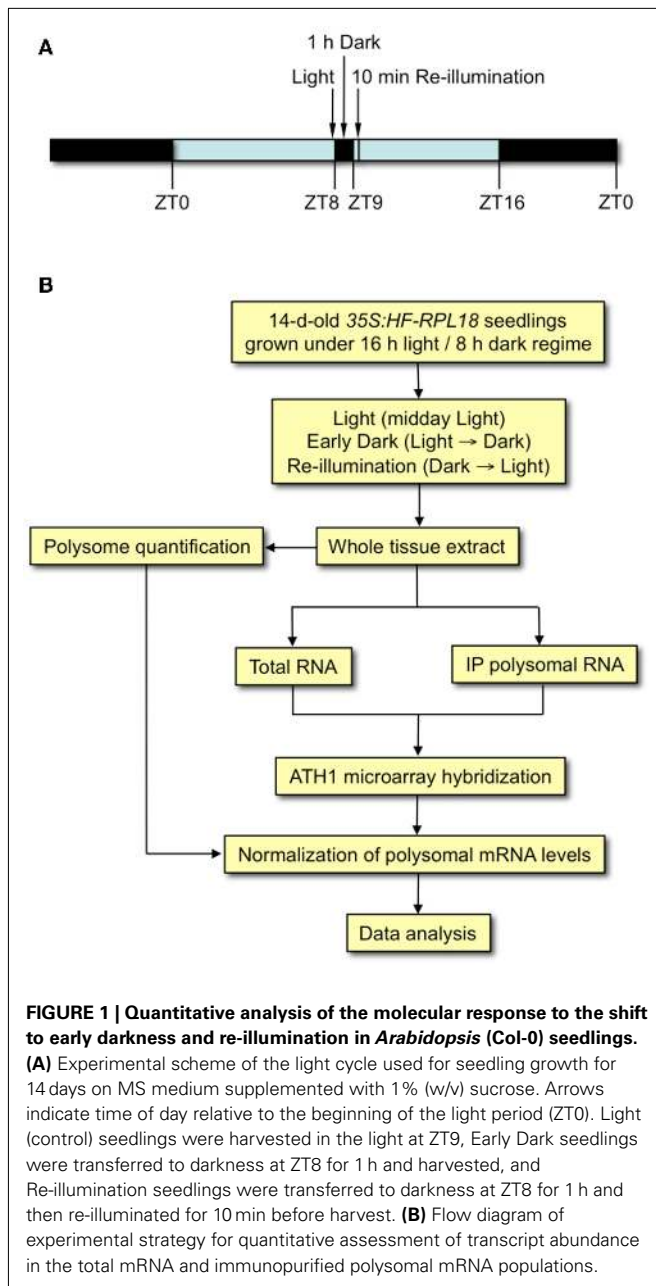 A
1 h Dark
Light
10 min Re-illumination
ZT0
ZT8
ZT9
ZT16
ZT0
B
14-d-old 35S:HF-RPL18 seedlings
grown under 16 h light / 8 h dark regime
Light (midday Light)
Early Dark (Light → Dark)
Re-illumination (Dark → Light)
Polysome quantification
Whole tissue extract
Total RNA
IP polysomal RNA
ATH1 microarray hybridization
Normalization of polysomal mRNA levels
Data analysis
FIGURE 1 | Quantitative analysis of the molecular response to the shift
to early darkness and re-illumination in Arabidopsis (Col-0) seedlings.
(A) Experimental scheme of the light cycle used for seedling growth for
14 days on MS medium supplemented with 1% (w/v) sucrose. Arrows
indicate time of day relative to the beginning of the light period (ZT0). Light
(control) seedlings were harvested in the light at ZT9, Early Dark seedlings
were transferred to darkness at ZT8 for 1 h and harvested, and
Re-illumination seedlings were transferred to darkness at ZT8 for 1 h and
then re-illuminated for 10 min before harvest. (B) Flow diagram of
experimental strategy for quantitative assessment of transcript abundance
in the total mRNA and immunopurified polysomal mRNA populations.